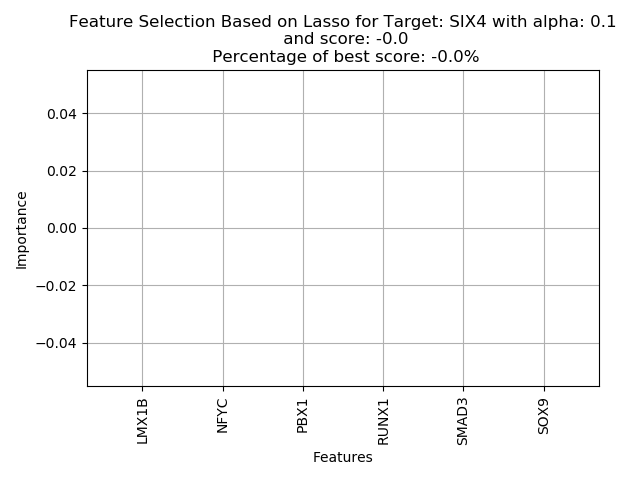 Feature Selection Based on Lasso for Target: SIX4 with alpha: 0.1
and score: -0.0
Percentage of best score: -0.0%
0.04
0.02
0.00
−0.02
−0.04
Importance
LMX1B
NFYC
PBX1
RUNX1
SMAD3
SOX9
Features